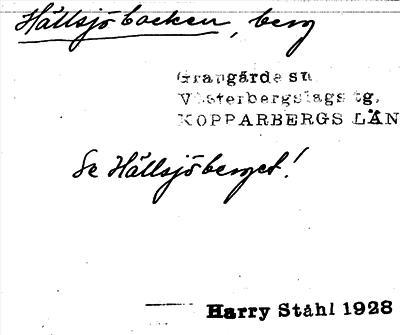 Hällsjöbacken, berg
Grangärde sn
Västerbergslags tg,
KOPPARBERGS LÄN
Se Hällsjöberget!
Harry Ståhl 1928